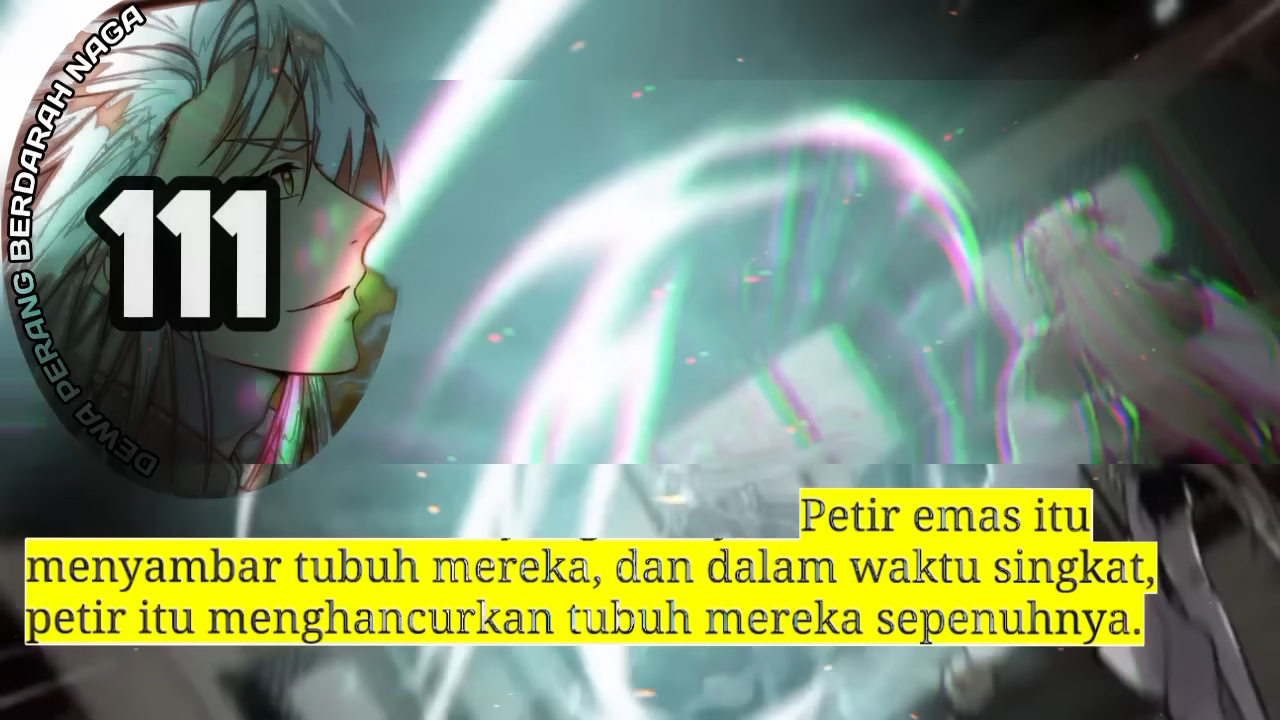 DEWA PERANG BERDARAH NAGA
111
Petir emas itu
menyambar tubuh mereka, dan dalam waktu singkat,
petir itu menghancurkan tubuh mereka sepenuhnya.